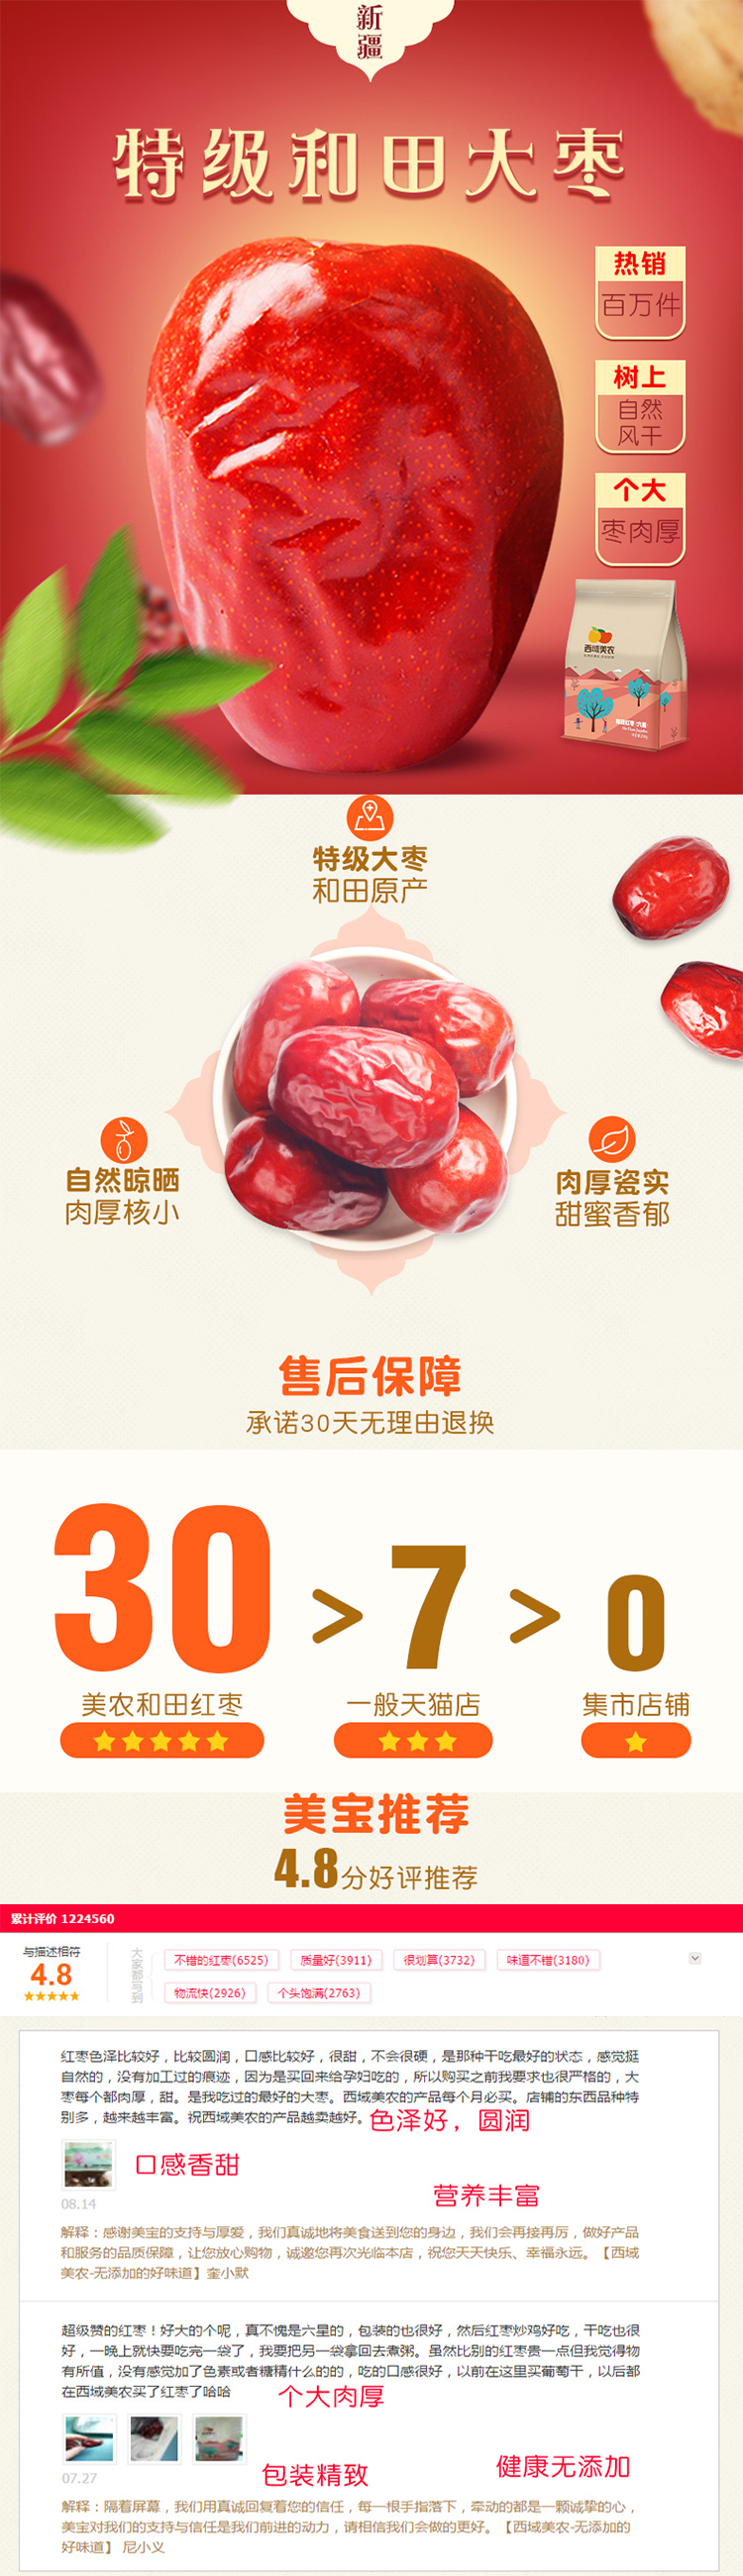 新
疆
特级和田大枣
热销
百万件
树上
自然
风干
个大
枣肉厚
西域美农
特级大枣
和田原产
自然晾晒
肉厚核小
肉厚瓷实
甜蜜香郁
售后保障
承诺30天无理由退换
30 > 7 > 0
美农和田红枣 一般天猫店 集市店铺
美宝推荐
4.8分好评推荐
累计评价 1224560
与描述相符
4.8
大家都写到
不错的红枣(6525) 质量好(3911) 很划算(3732) 味道不错(3180)
物流快(2926) 个头饱满(2763)
红枣色泽比较好，比较圆润，口感比较好，很甜，不会很硬，是那种干吃最好的状态，感觉挺
自然的，没有加工过的痕迹，因为是买回来给孕妇吃的，所以购买之前我要求也很严格的，大
枣每个都肉厚，甜。是我吃过的最好的大枣。西域美农的产品每个月必买。店铺的东西品种特
别多，越来越丰富。祝西域美农的产品越卖越好。
色泽好，圆润
口感香甜
营养丰富
08.14
解释：感谢美宝的支持与厚爱，我们真诚地将美食送到您的身边，我们会再接再厉，做好产品
和服务的品质保障，让您放心购物，诚邀您再次光临本店，祝您天天快乐、幸福永远。【西域
美农-无添加的好味道】奎小默
超级赞的红枣！好大的个呢，真不愧是六星的，包装的也很好，然后红枣炒鸡好吃，干吃也很
好，一晚上就快要吃完一袋了，我要把另一袋拿回去煮粥。虽然比别的红枣贵一点但我觉得物
有所值，没有感觉加了色素或者糖精什么的的，吃的口感很好，以前在这里买葡萄干，以后都
在西域美农买了红枣了哈哈
个大肉厚
包装精致
健康无添加
07.27
解释：隔着屏幕，我们用真诚回复着您的信任，每一根手指落下，牵动的都是一颗诚挚的心，
美宝对我们的支持与信任是我们前进的动力，请相信我们会做的更好。【西域美农-无添加的
好味道】 尼小义